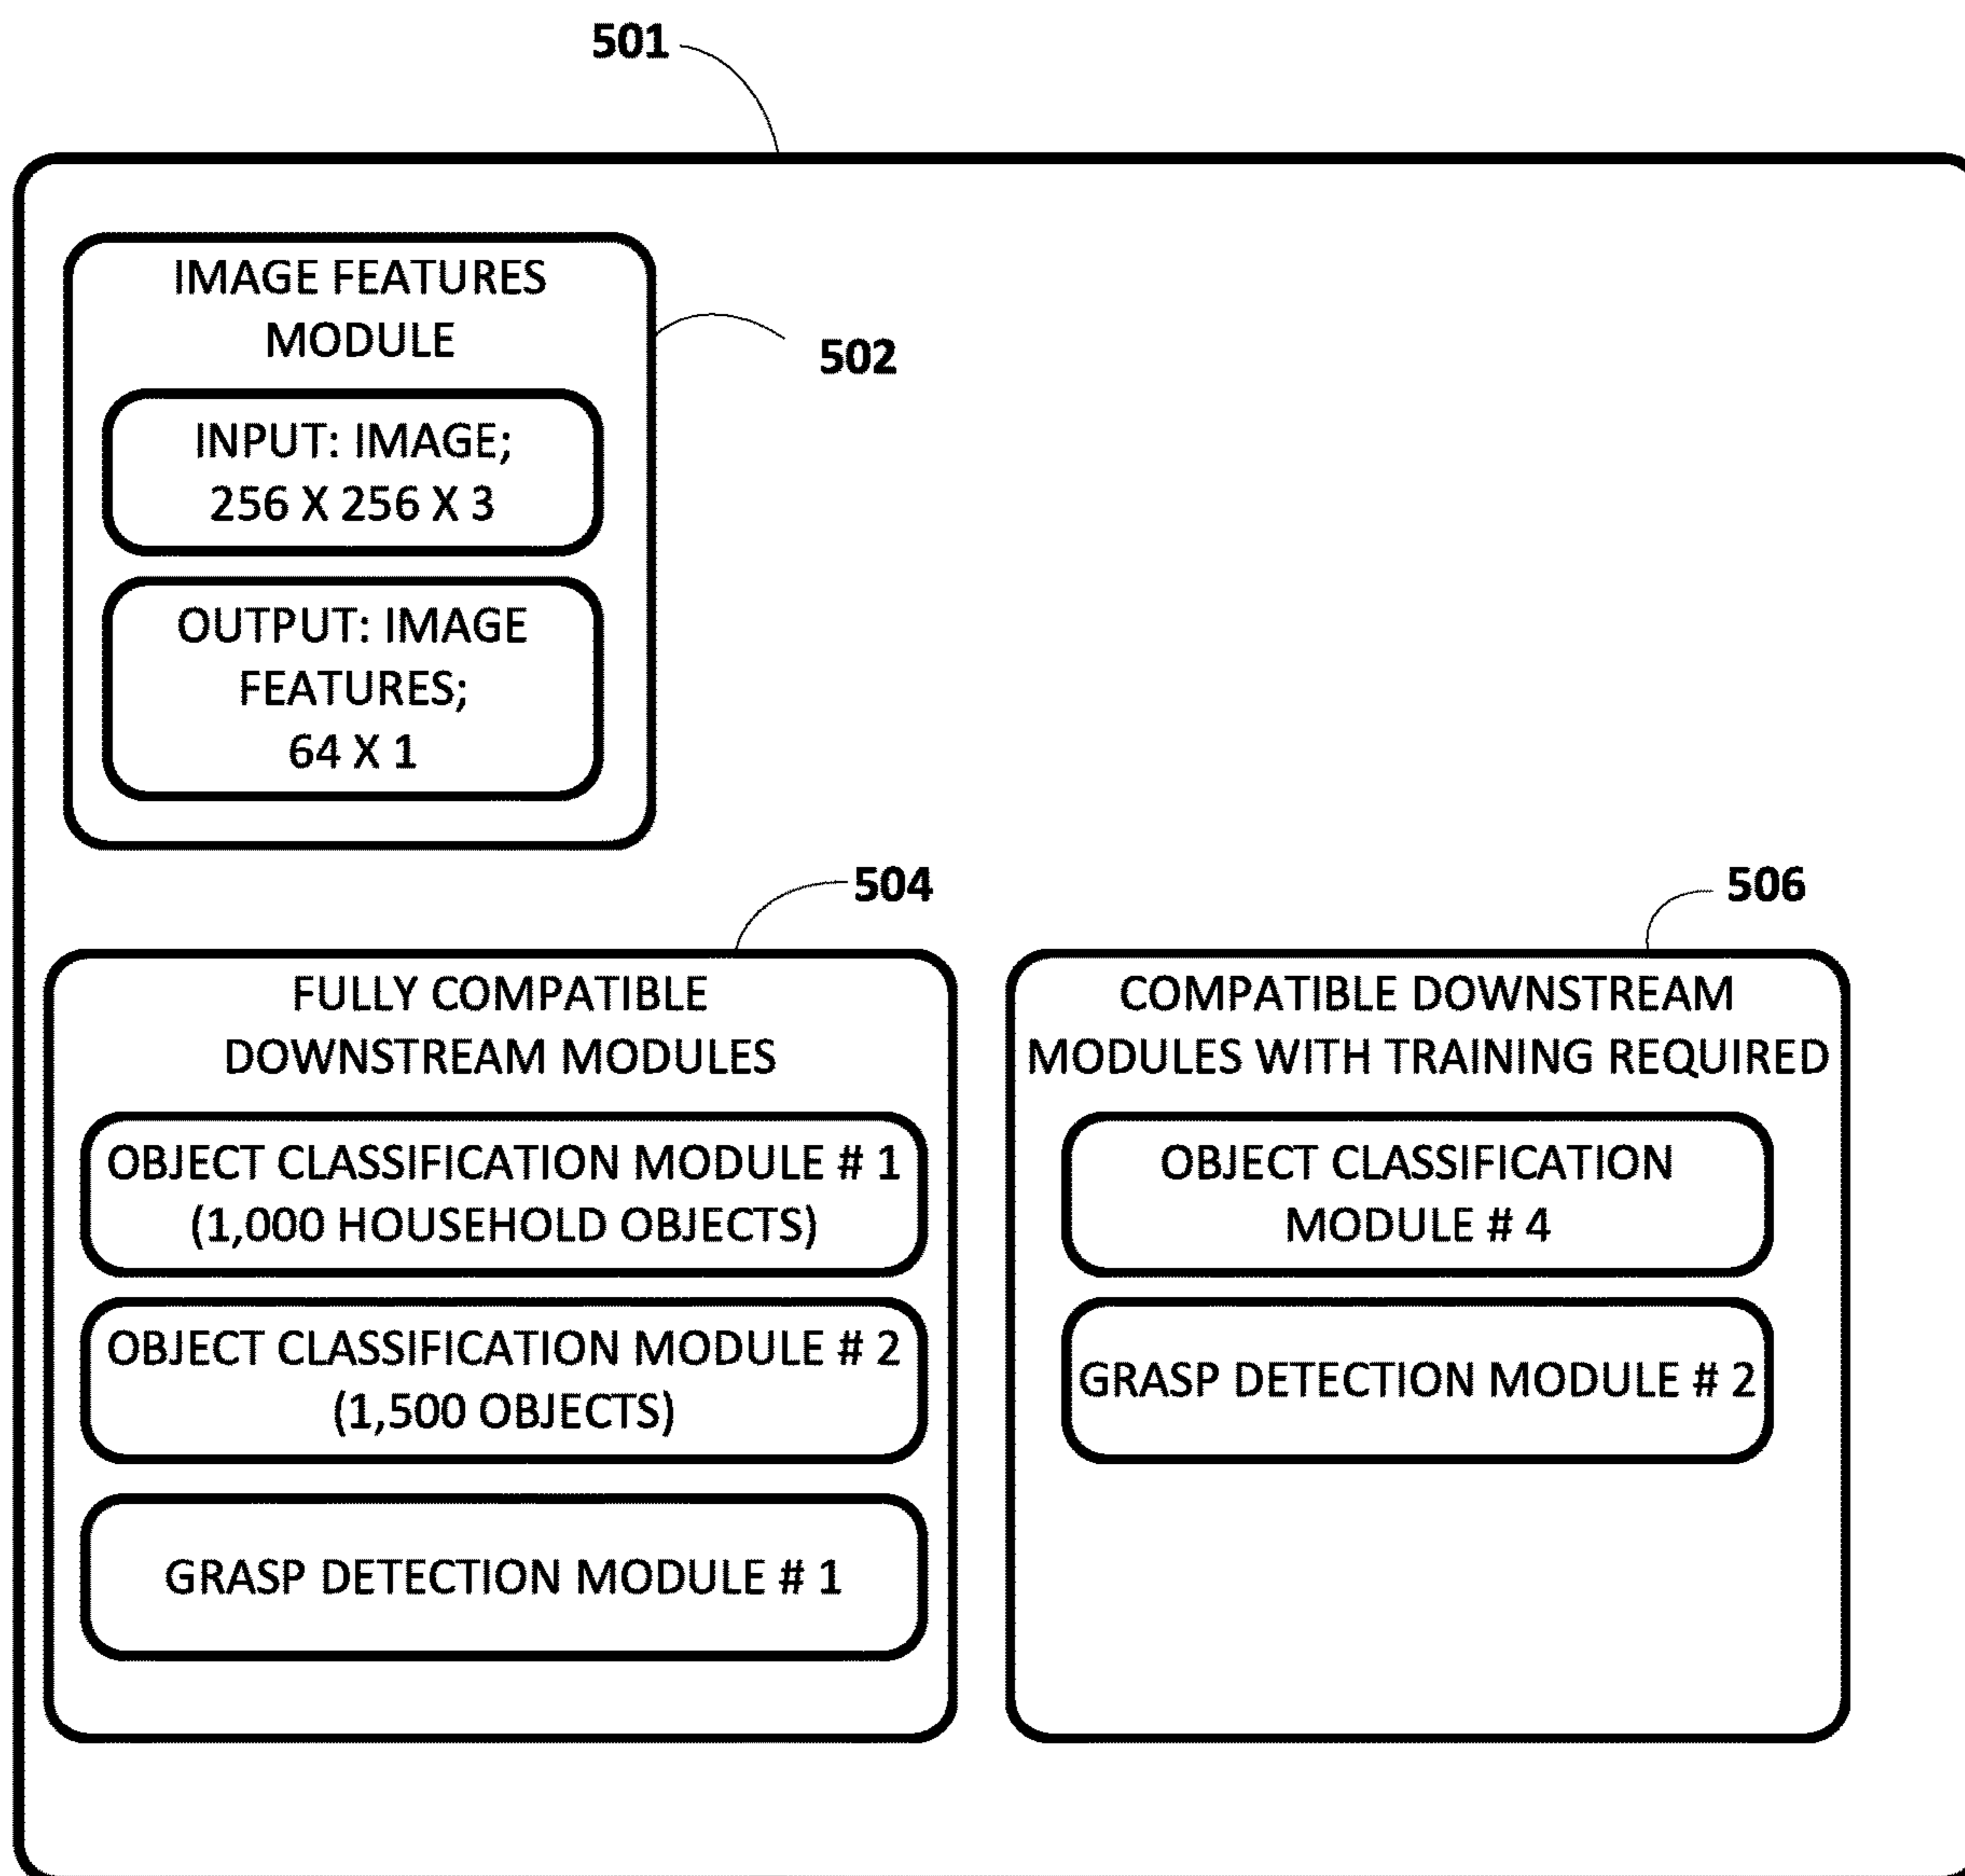 501
IMAGE FEATURES
MODULE
502
INPUT: IMAGE;
256 X 256 X 3
OUTPUT: IMAGE
FEATURES;
64 X 1
504
FULLY COMPATIBLE
DOWNSTREAM MODULES
OBJECT CLASSIFICATION MODULE # 1
(1,000 HOUSEHOLD OBJECTS)
OBJECT CLASSIFICATION MODULE # 2
(1,500 OBJECTS)
GRASP DETECTION MODULE # 1
506
COMPATIBLE DOWNSTREAM
MODULES WITH TRAINING REQUIRED
OBJECT CLASSIFICATION
MODULE # 4
GRASP DETECTION MODULE # 2